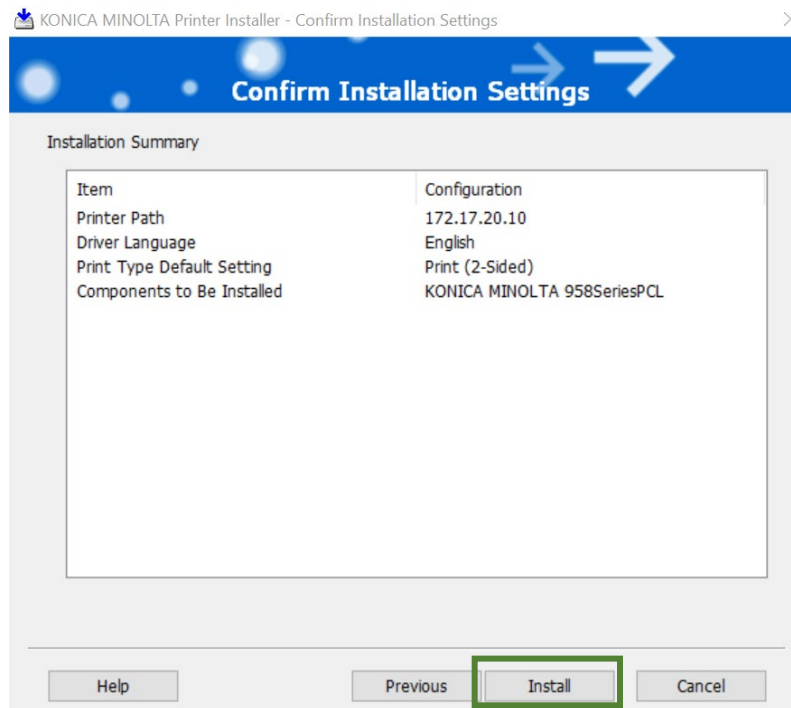 KONICA MINOLTA Printer Installer - Confirm Installation Settings
Confirm Installation Settings
Installation Summary
Item Configuration
Printer Path 172.17.20.10
Driver Language English
Print Type Default Setting Print (2-Sided)
Components to Be Installed KONICA MINOLTA 958SeriesPCL
Help Previous Install Cancel